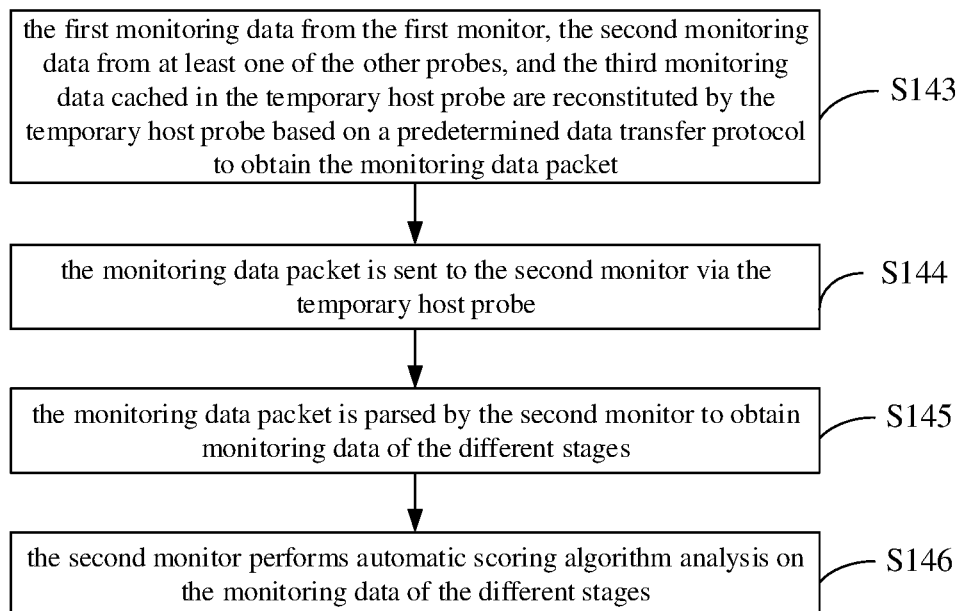 the first monitoring data from the first monitor, the second monitoring
data from at least one of the other probes, and the third monitoring
data cached in the temporary host probe are reconstituted by the
temporary host probe based on a predetermined data transfer protocol
to obtain the monitoring data packet
S143
the monitoring data packet is sent to the second monitor via the
temporary host probe
S144
the monitoring data packet is parsed by the second monitor to obtain
monitoring data of the different stages
S145
the second monitor performs automatic scoring algorithm analysis on
the monitoring data of the different stages
S146